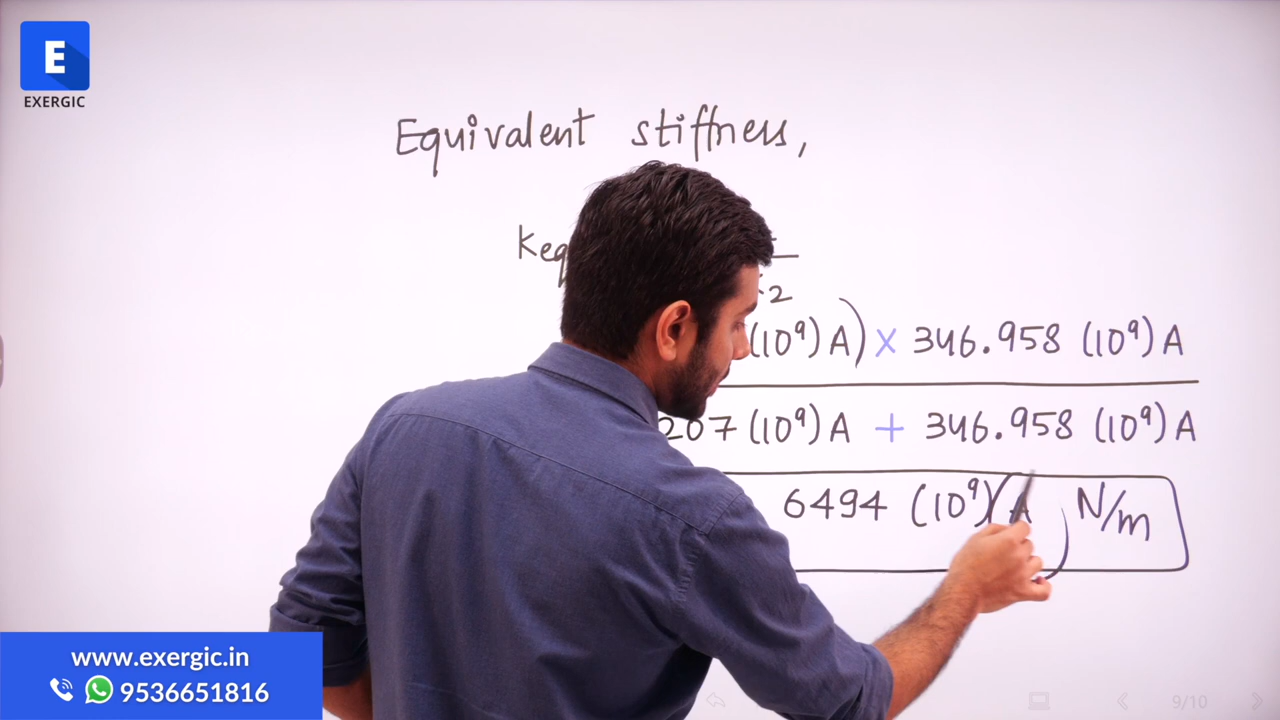 E
EXERGIC
Equivalent stiffness,
Keq
2
(10⁹) A) × 346.958 (10⁹) A
207 (10⁹) A + 346.958 (10⁹) A
6494 (10⁹) (A) N/m
www.exergic.in
9536651816
9/10